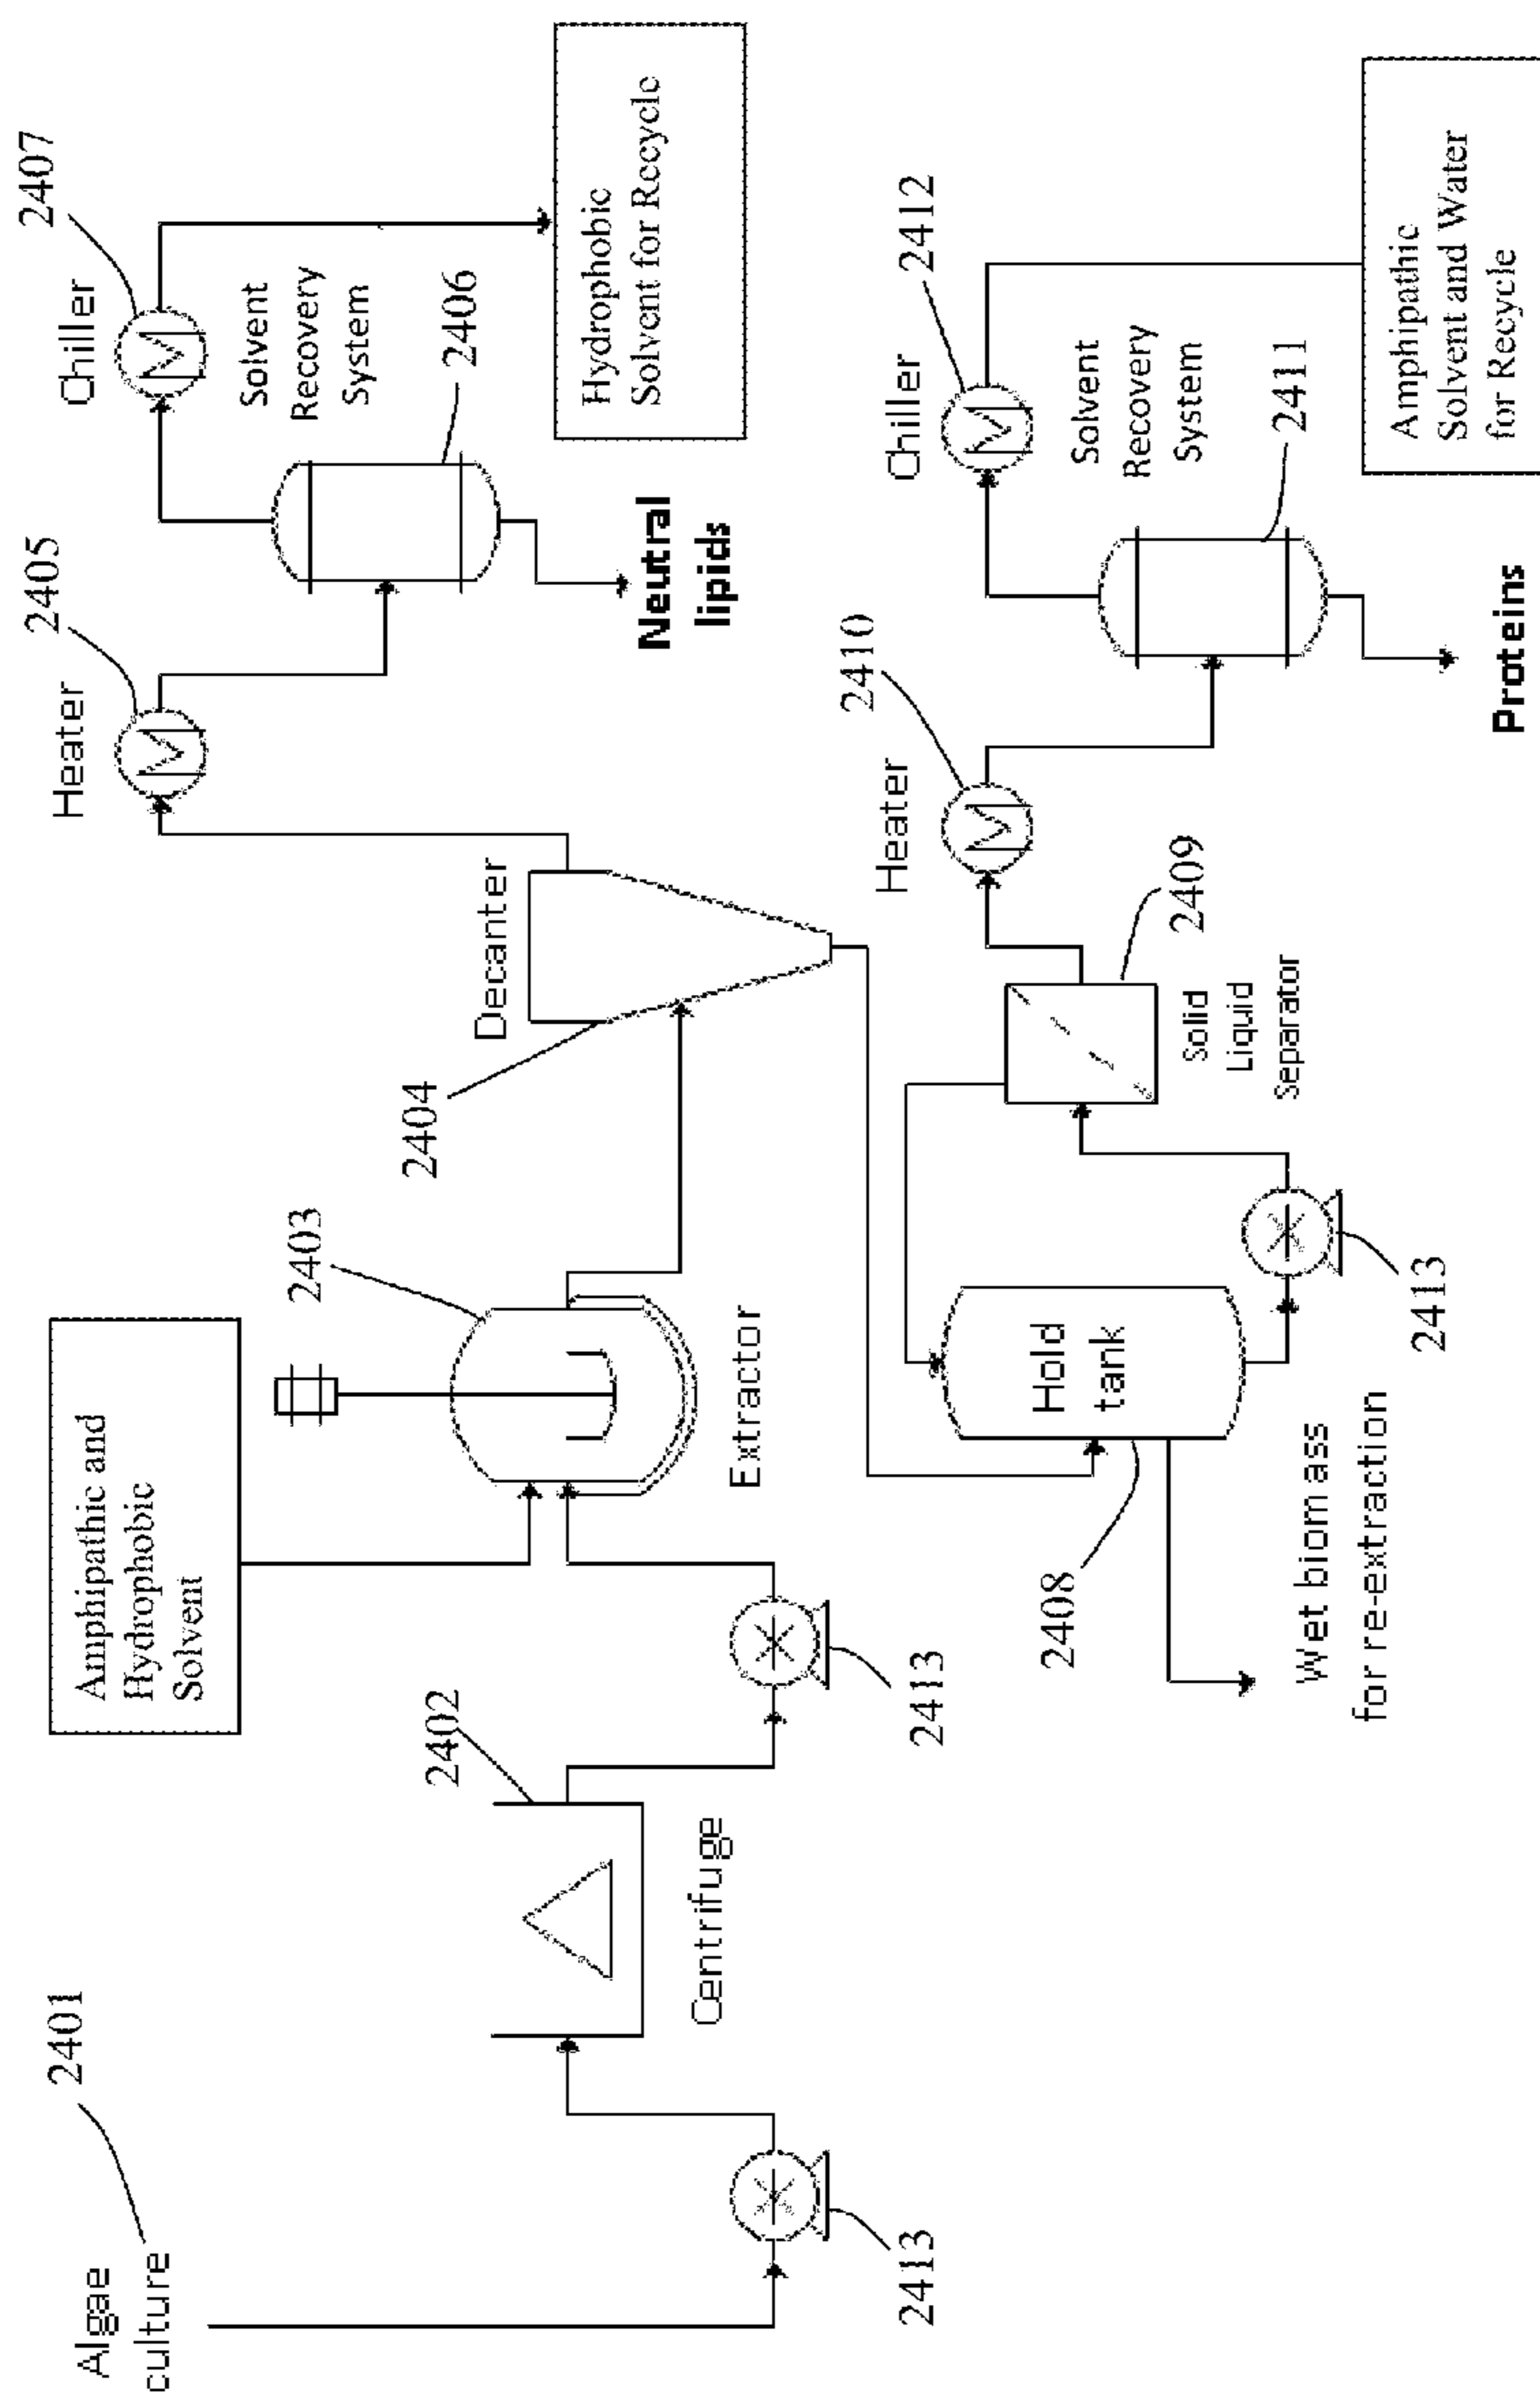 Algae
culture
2401
2413
Centrifuge
2402
2413
Amphipathic and
Hydrophobic
Solvent
2403
Extractor
2404
Decanter
Heater
2405
Chiller
2407
Solvent
Recovery
System
2406
Neutral
lipids
Hydrophobic
Solvent for Recycle
Hold
tank
2408
Wet biomass
for re-extraction
2413
Solid
Liquid
Separator
2409
Heater
2410
Chiller
2412
Solvent
Recovery
System
2411
Proteins
Amphipathic
Solvent and Water
for Recycle